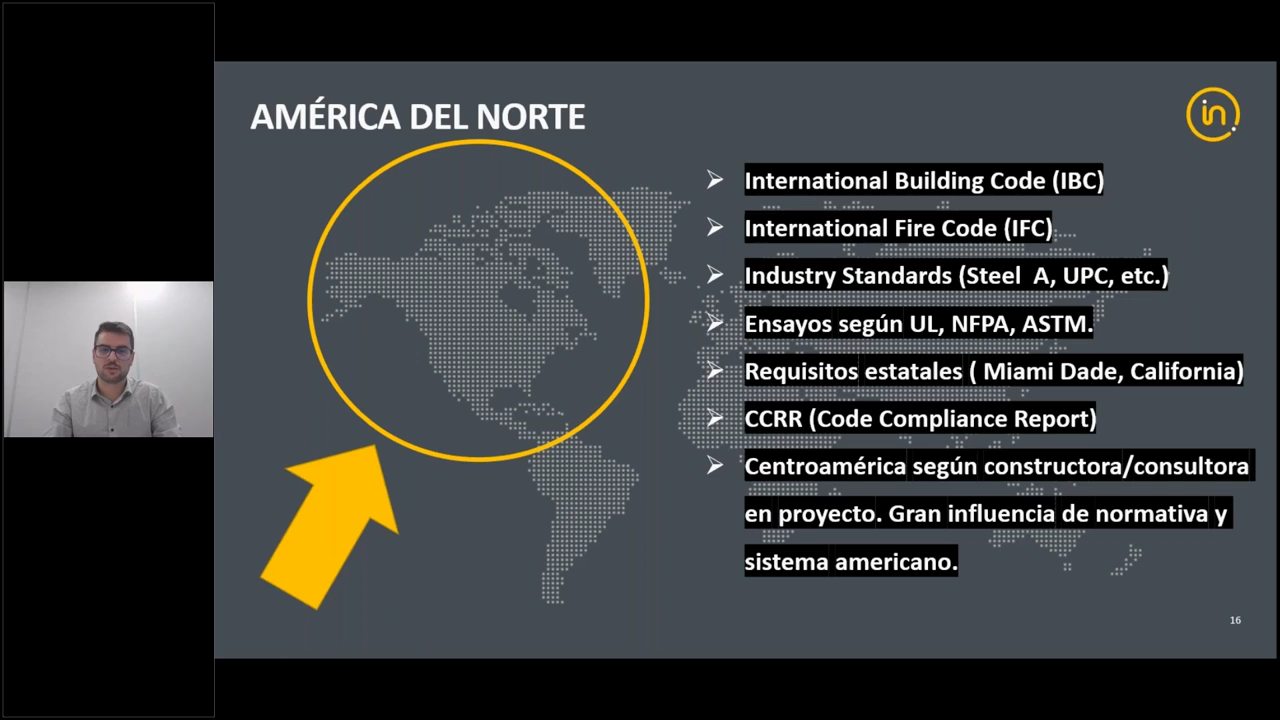 AMÉRICA DEL NORTE
in
International Building Code (IBC)
International Fire Code (IFC)
Industry Standards (Steel A, UPC, etc.)
Ensayos según UL, NFPA, ASTM.
Requisitos estatales ( Miami Dade, California)
CCRR (Code Compliance Report)
Centroamérica según constructora/consultora
en proyecto. Gran influencia de normativa y
sistema americano.
16